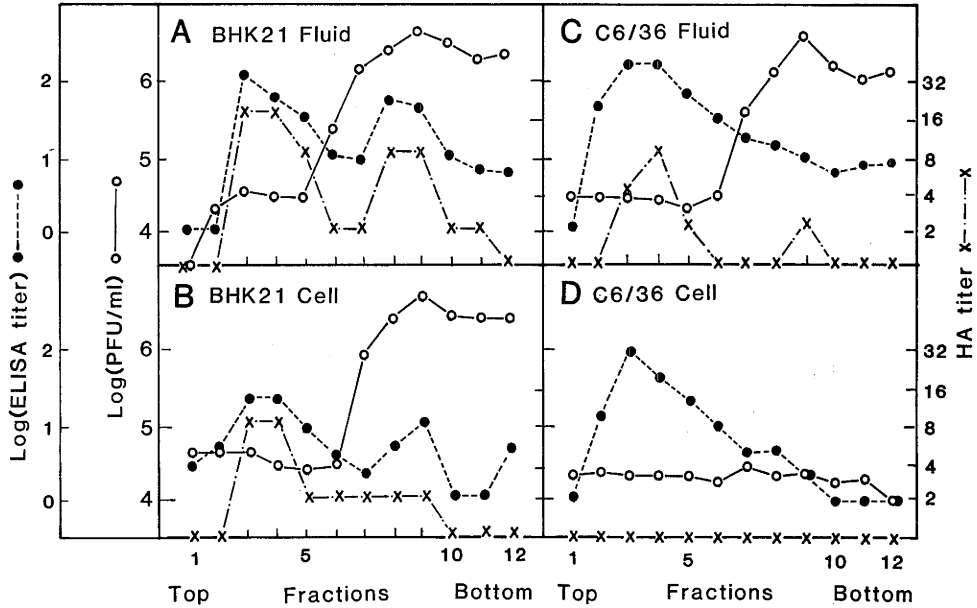 A BHK21 Fluid
C C6/36 Fluid
B BHK21 Cell
D C6/36 Cell
Log(ELISA titer)
2
1
0
2
1
0
Log(PFU/ml)
6
5
4
6
5
4
32
16
8
4
2
32
16
8
4
2
HA titer
1 5 10 12
1 5 10 12
Top Fractions Bottom
Top Fractions Bottom